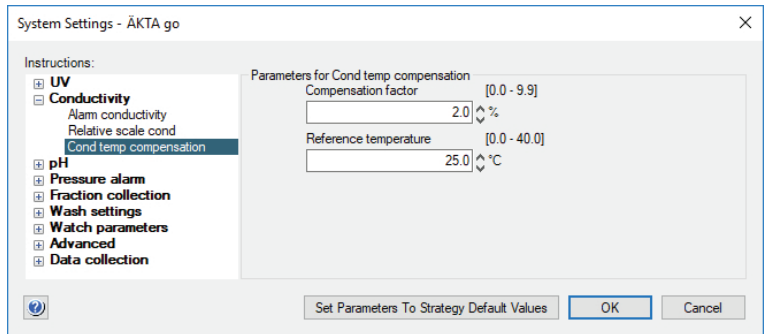 System Settings - ÄKTA go
Instructions:
UV
Conductivity
Alarm conductivity
Relative scale cond
Cond temp compensation
pH
Pressure alarm
Fraction collection
Wash settings
Watch parameters
Advanced
Data collection
Parameters for Cond temp compensation
Compensation factor [0.0 - 9.9]
2.0 %
Reference temperature [0.0 - 40.0]
25.0 °C
?
Set Parameters To Strategy Default Values
OK
Cancel